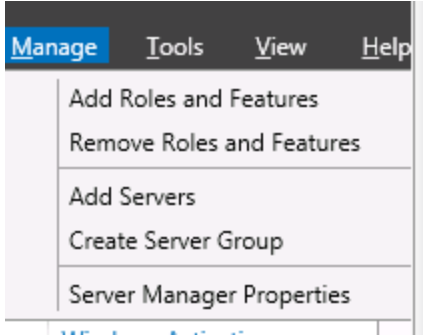 Manage Tools View Help
Add Roles and Features
Remove Roles and Features
Add Servers
Create Server Group
Server Manager Properties